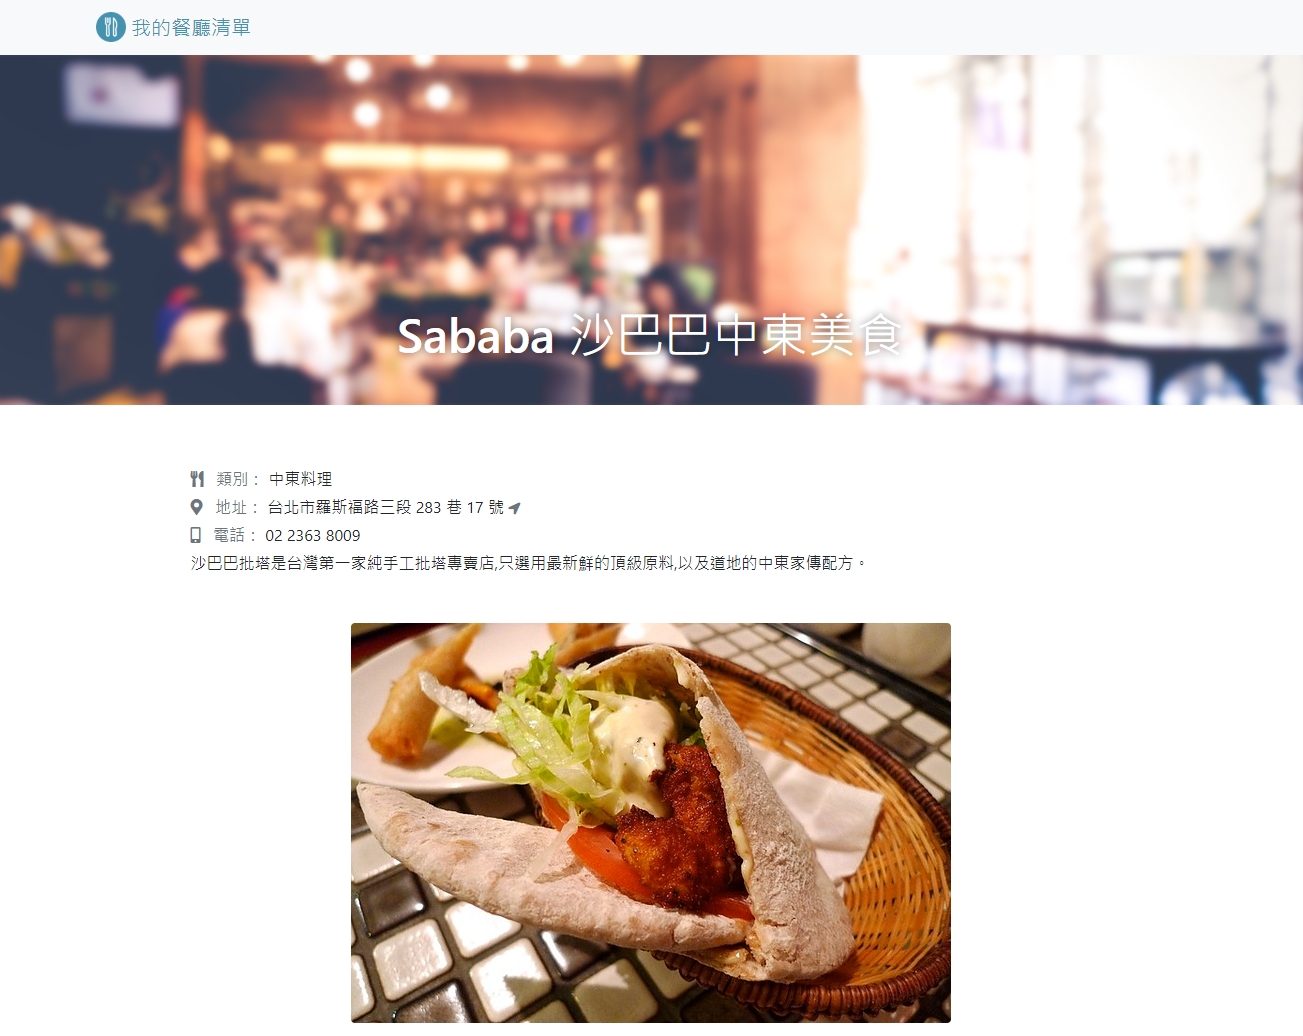 我的餐廳清單
Sababa 沙巴巴中東美食
類別： 中東料理
地址： 台北市羅斯福路三段 283 巷 17 號
電話： 02 2363 8009
沙巴巴批塔是台灣第一家純手工批塔專賣店,只選用最新鮮的頂級原料,以及道地的中東家傳配方。